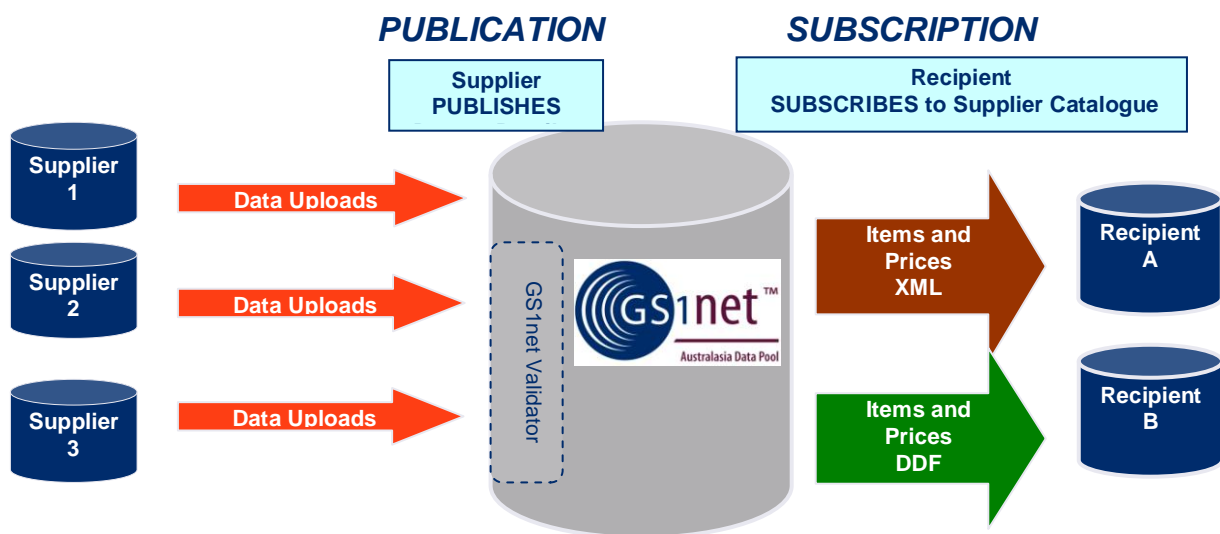 PUBLICATION
SUBSCRIPTION
Supplier
PUBLISHES
Recipient
SUBSCRIBES to Supplier Catalogue
Supplier
1
Data Uploads
Supplier
2
Data Uploads
Supplier
3
Data Uploads
GS1net Validator
GS1net™
Australasia Data Pool
Items and
Prices
XML
Recipient
A
Items and
Prices
DDF
Recipient
B